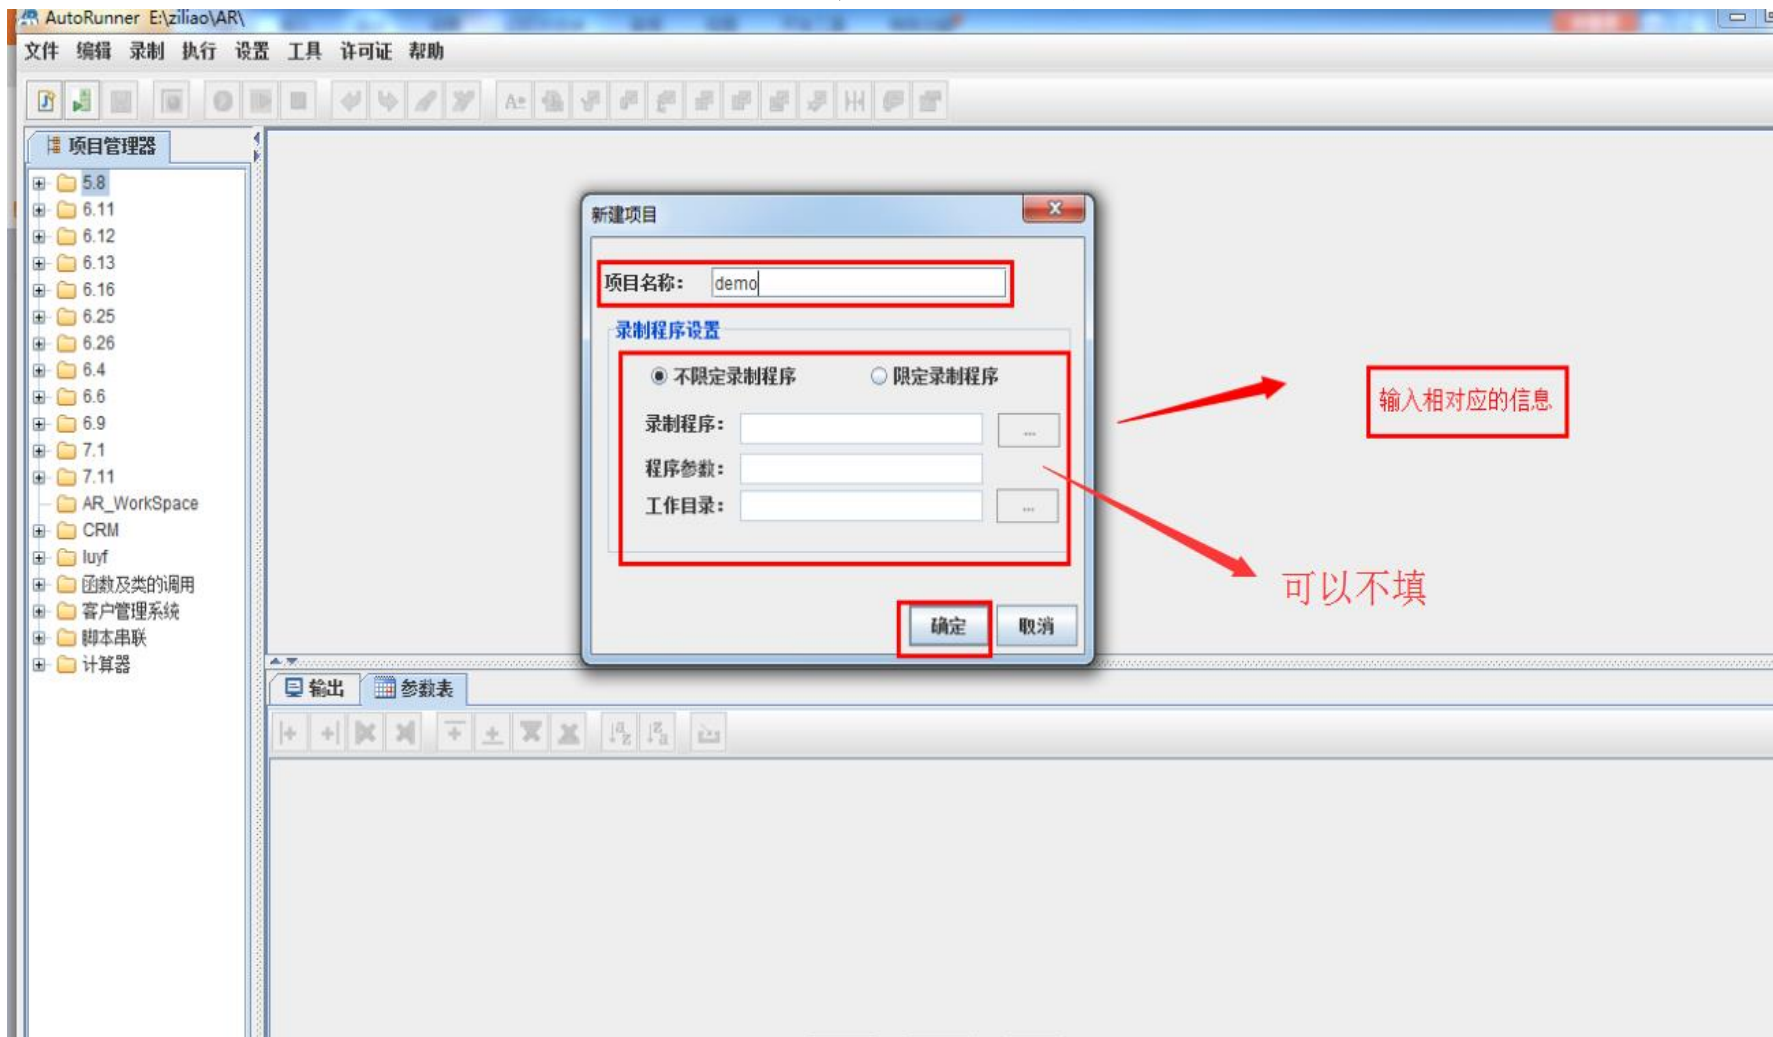 AutoRunner E:\ziliao\AR\
文件 编辑 录制 执行 设置 工具 许可证 帮助
项目管理器
5.8
6.11
6.12
6.13
6.16
6.25
6.26
6.4
6.6
6.9
7.1
7.11
AR_WorkSpace
CRM
luyf
函数及类的调用
客户管理系统
脚本串联
计算器
新建项目
项目名称： demo
录制程序设置
不限定录制程序 限定录制程序
录制程序： ...
程序参数：
工作目录： ...
确定 取消
输入相对应的信息
可以不填
输出 参数表